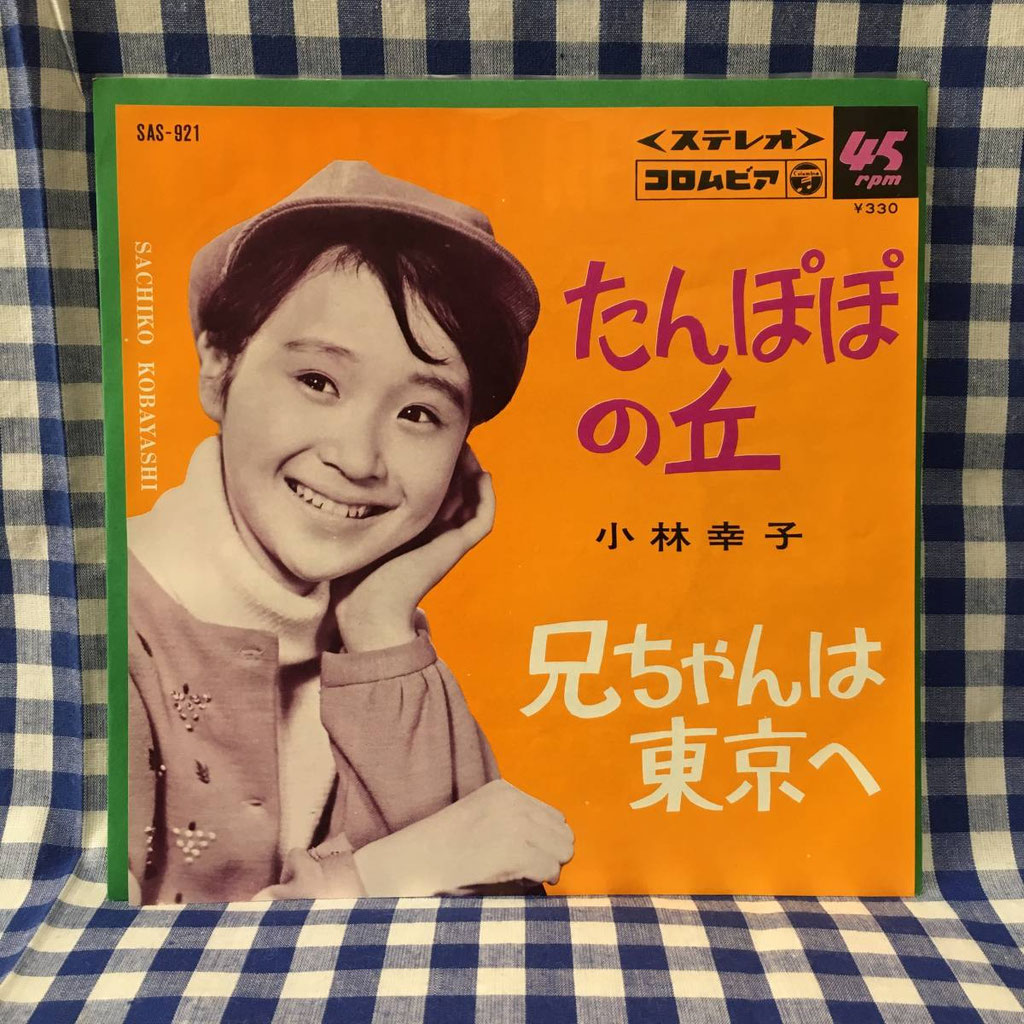 SAS-921
<ステレオ>
コロムビア
Columbia
45
rpm
¥330
SACHIKO KOBAYASHI
たんぽぽ
の丘
小林幸子
兄ちゃんは
東京へ